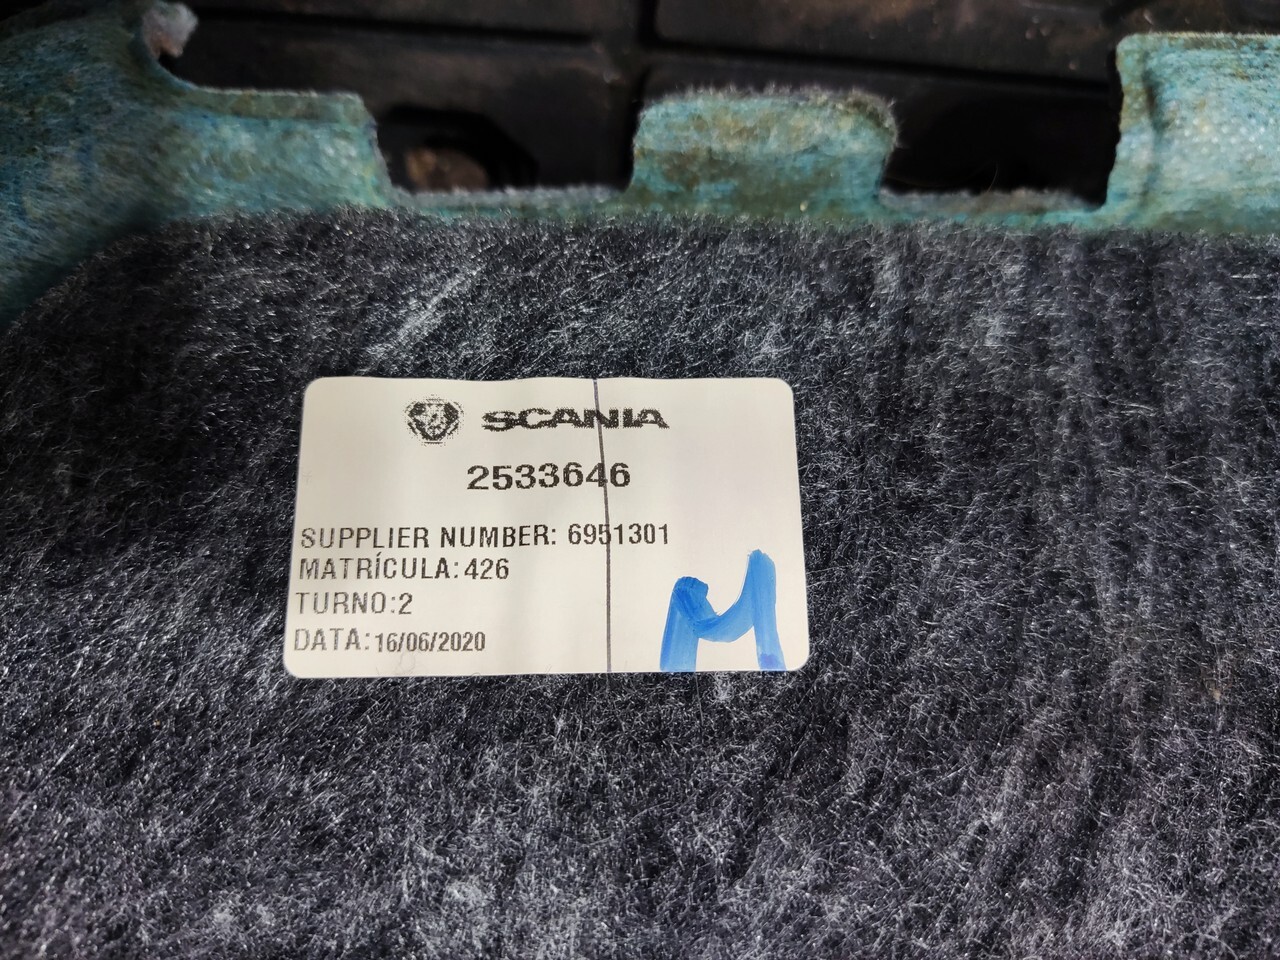 SCANIA
2533646
SUPPLIER NUMBER: 6951301
MATRÍCULA:426
TURNO:2
DATA:16/06/2020
M